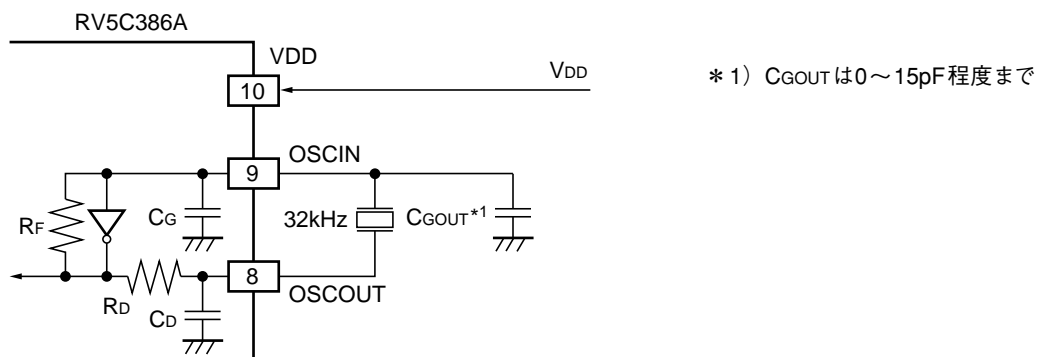 RV5C386A
VDD
VDD
10
*1) CGOUTは0～15pF程度まで
OSCIN
9
RF
CG
32kHz
CGOUT*1
8
OSCOUT
RD
CD